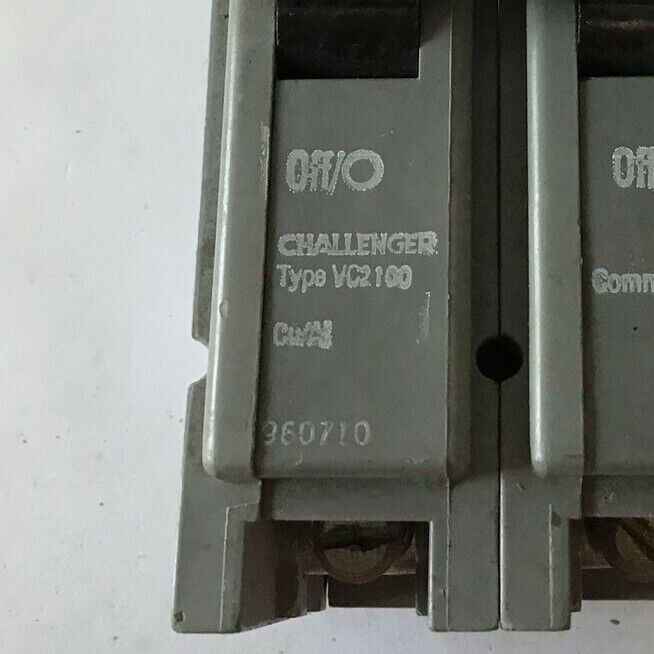 Off/O
CHALLENGER
Type VC2100
Cu/Al
960710
Off
Comm